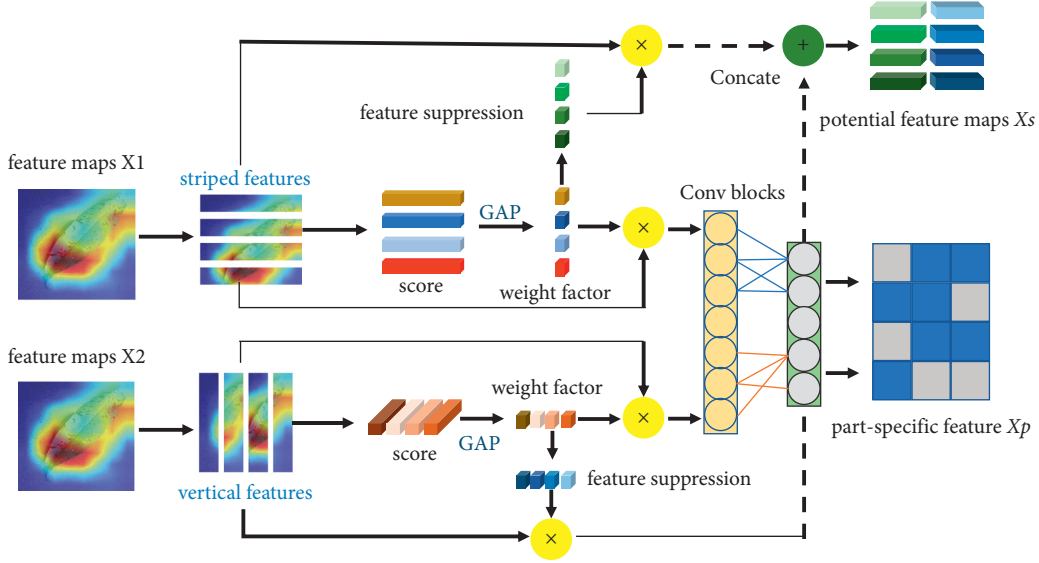 ×
+
Concate
feature suppression
potential feature maps Xs
feature maps X1
striped features
Conv blocks
GAP
×
score
weight factor
feature maps X2
weight factor
×
GAP
score
part-specific feature Xp
feature suppression
vertical features
×